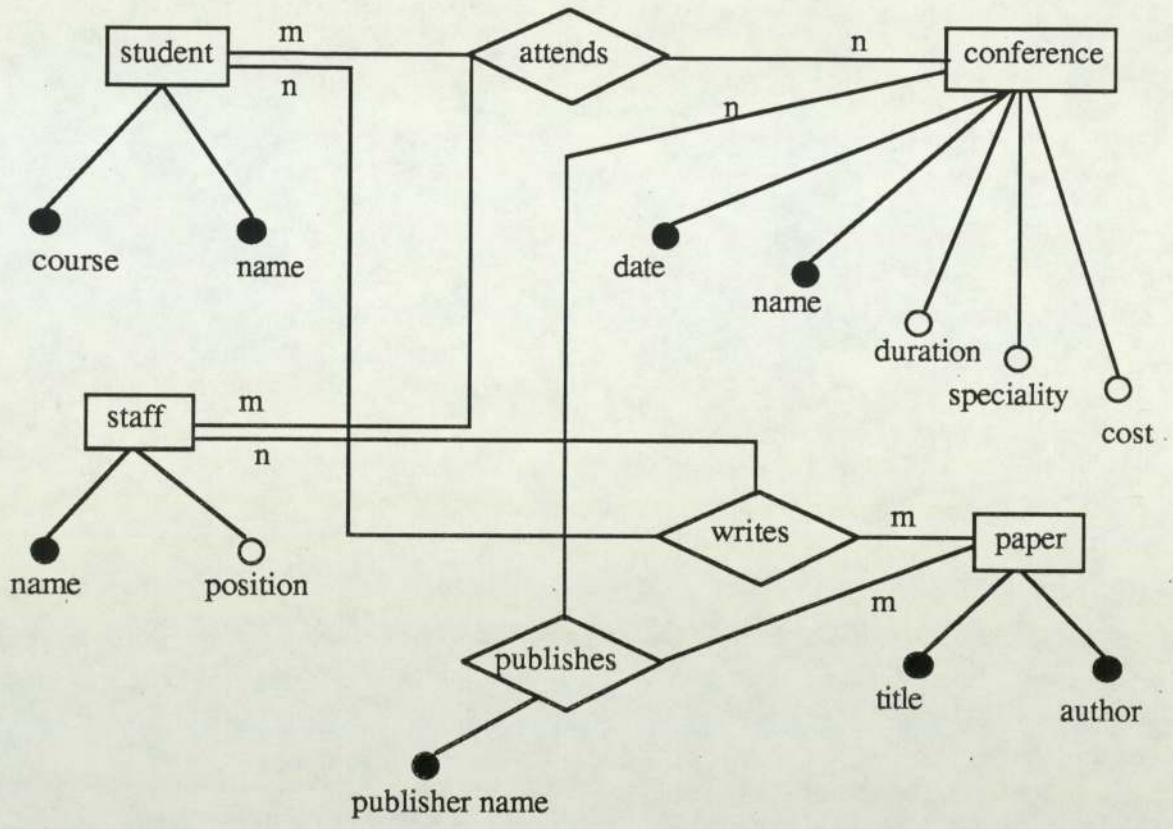 student
m
attends
n
conference
n
n
course
name
date
name
duration
speciality
cost
staff
m
n
name
position
writes
m
paper
m
publishes
title
author
publisher name